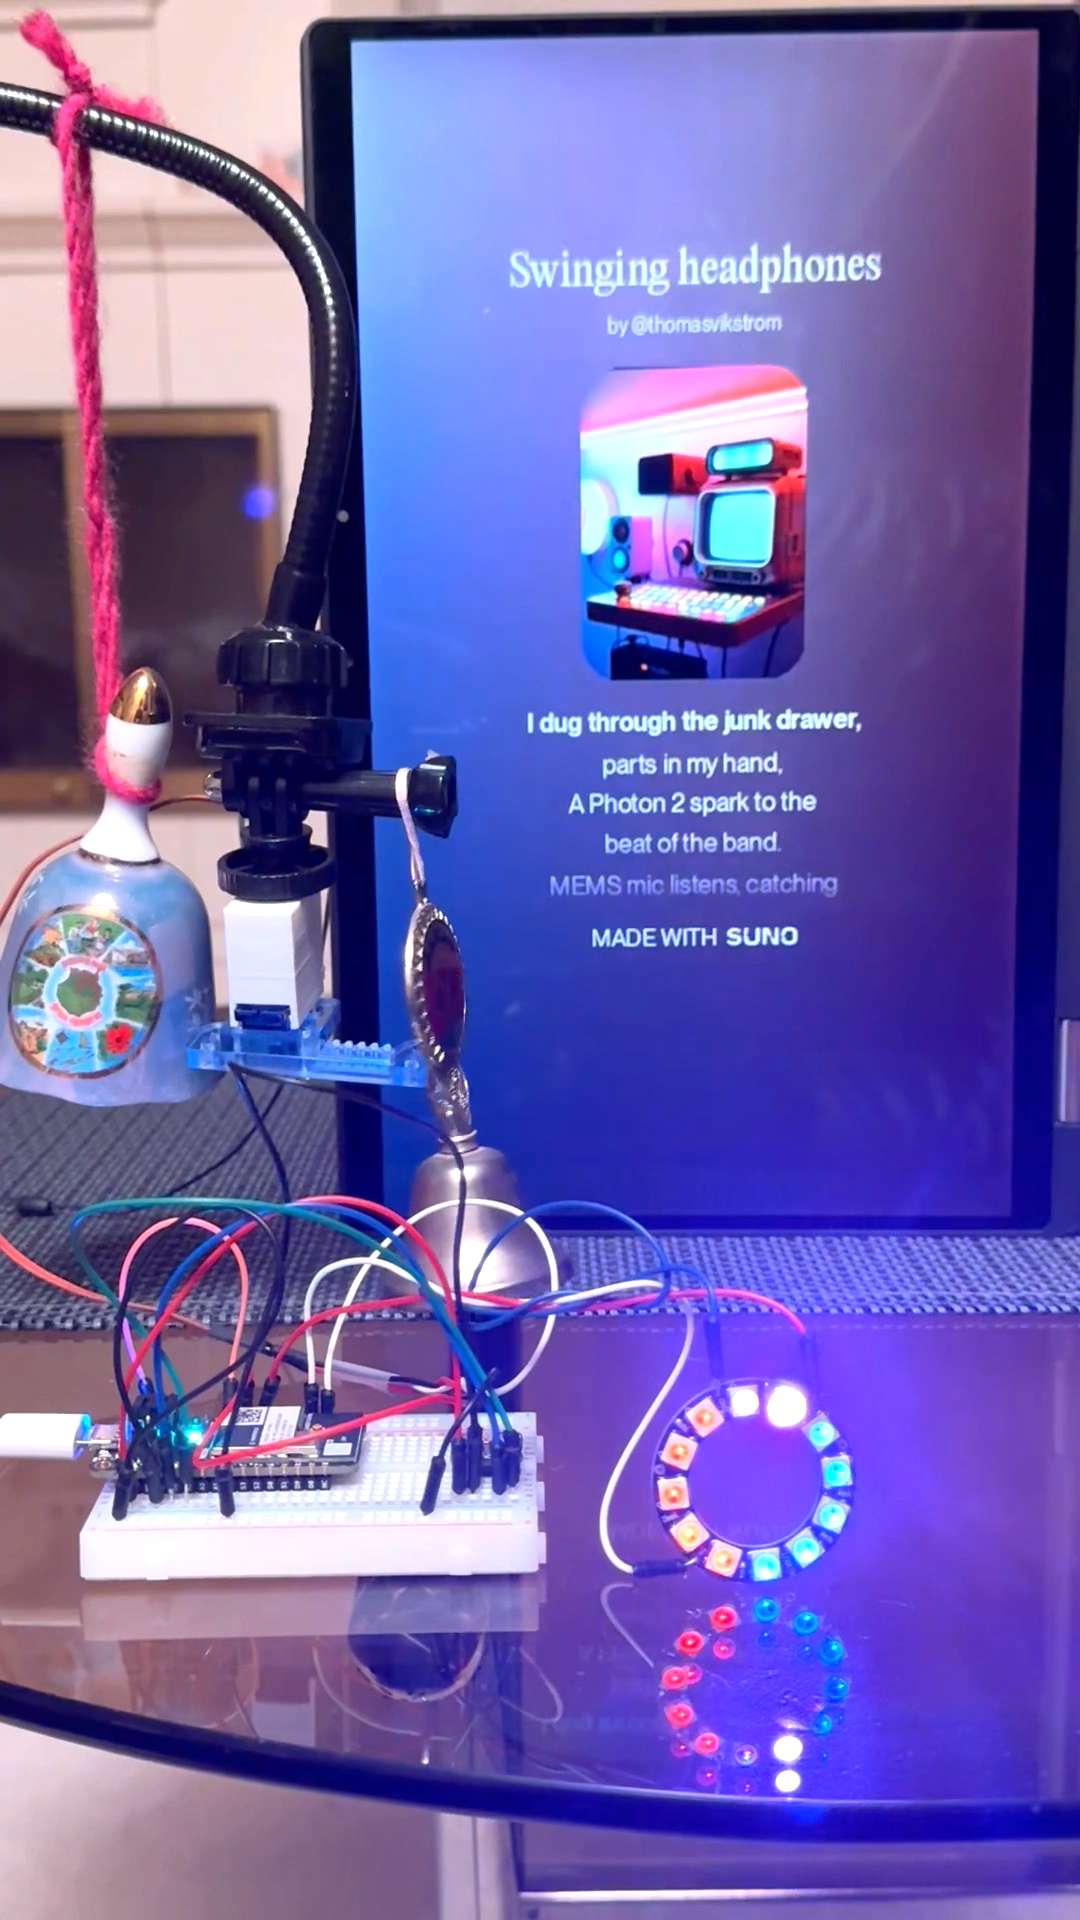 Swinging headphones
by @thomasvikstrom
I dug through the junk drawer,
parts in my hand,
A Photon 2 spark to the
beat of the band.
MEMS mic listens, catching
MADE WITH SUNO